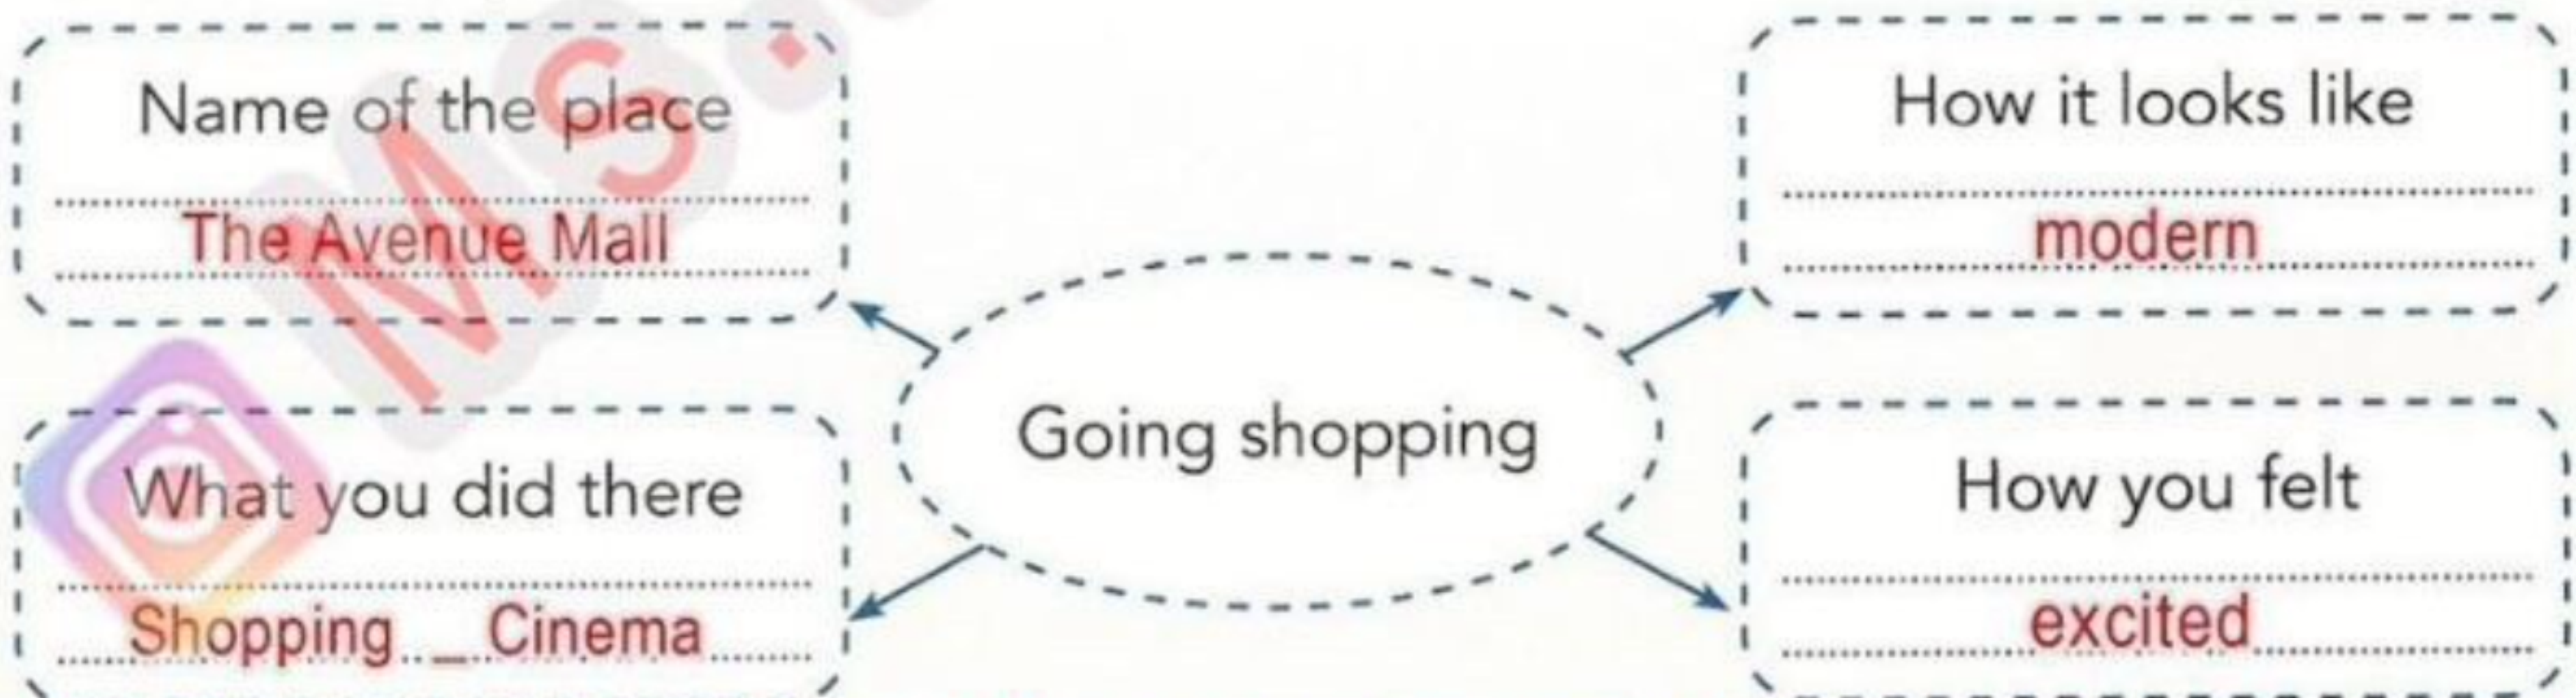 Name of the place
The Avenue Mall
How it looks like
modern
Going shopping
What you did there
Shopping _ Cinema
How you felt
excited
Ms.